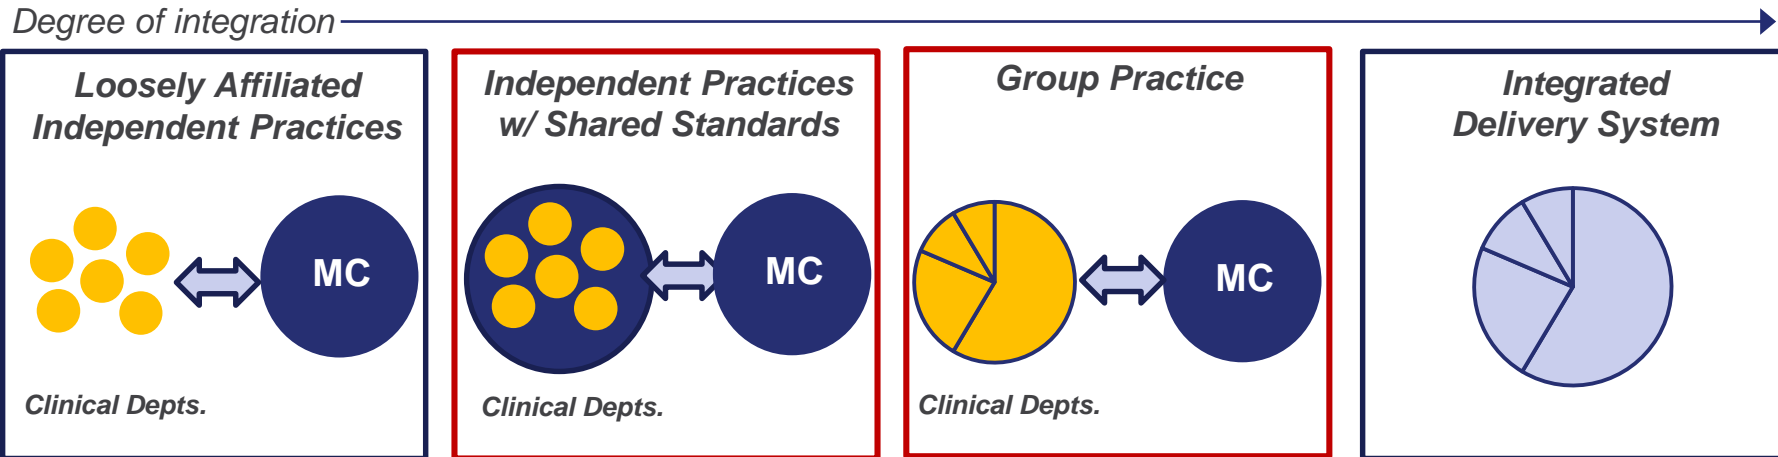 Degree of integration
Loosely Affiliated
Independent Practices
MC
Clinical Depts.
Independent Practices
w/ Shared Standards
MC
Clinical Depts.
Group Practice
MC
Clinical Depts.
Integrated
Delivery System